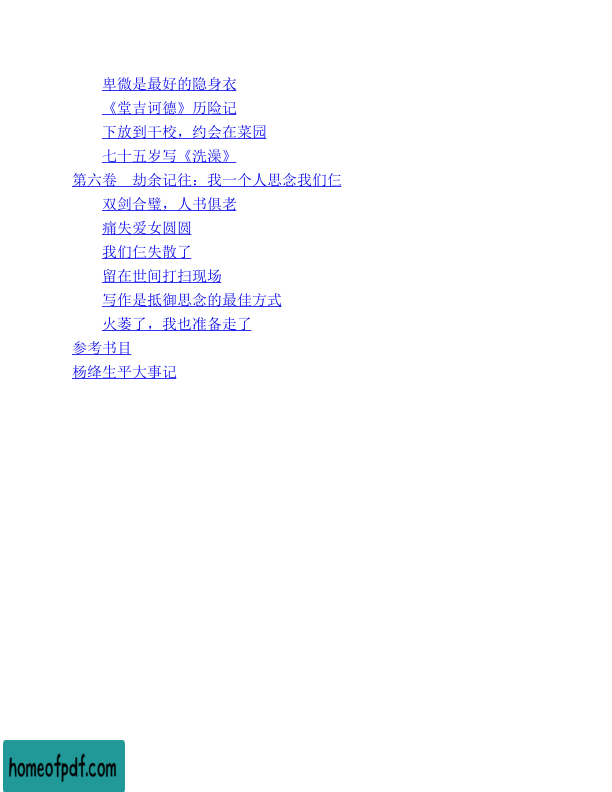 卑微是最好的隐身衣
《堂吉诃德》历险记
下放到干校，约会在菜园
七十五岁写《洗澡》
第六卷　劫余记往：我一个人思念我们仨
双剑合璧，人书俱老
痛失爱女圆圆
我们仨失散了
留在世间打扫现场
写作是抵御思念的最佳方式
火萎了，我也准备走了
参考书目
杨绛生平大事记
homeofpdf.com